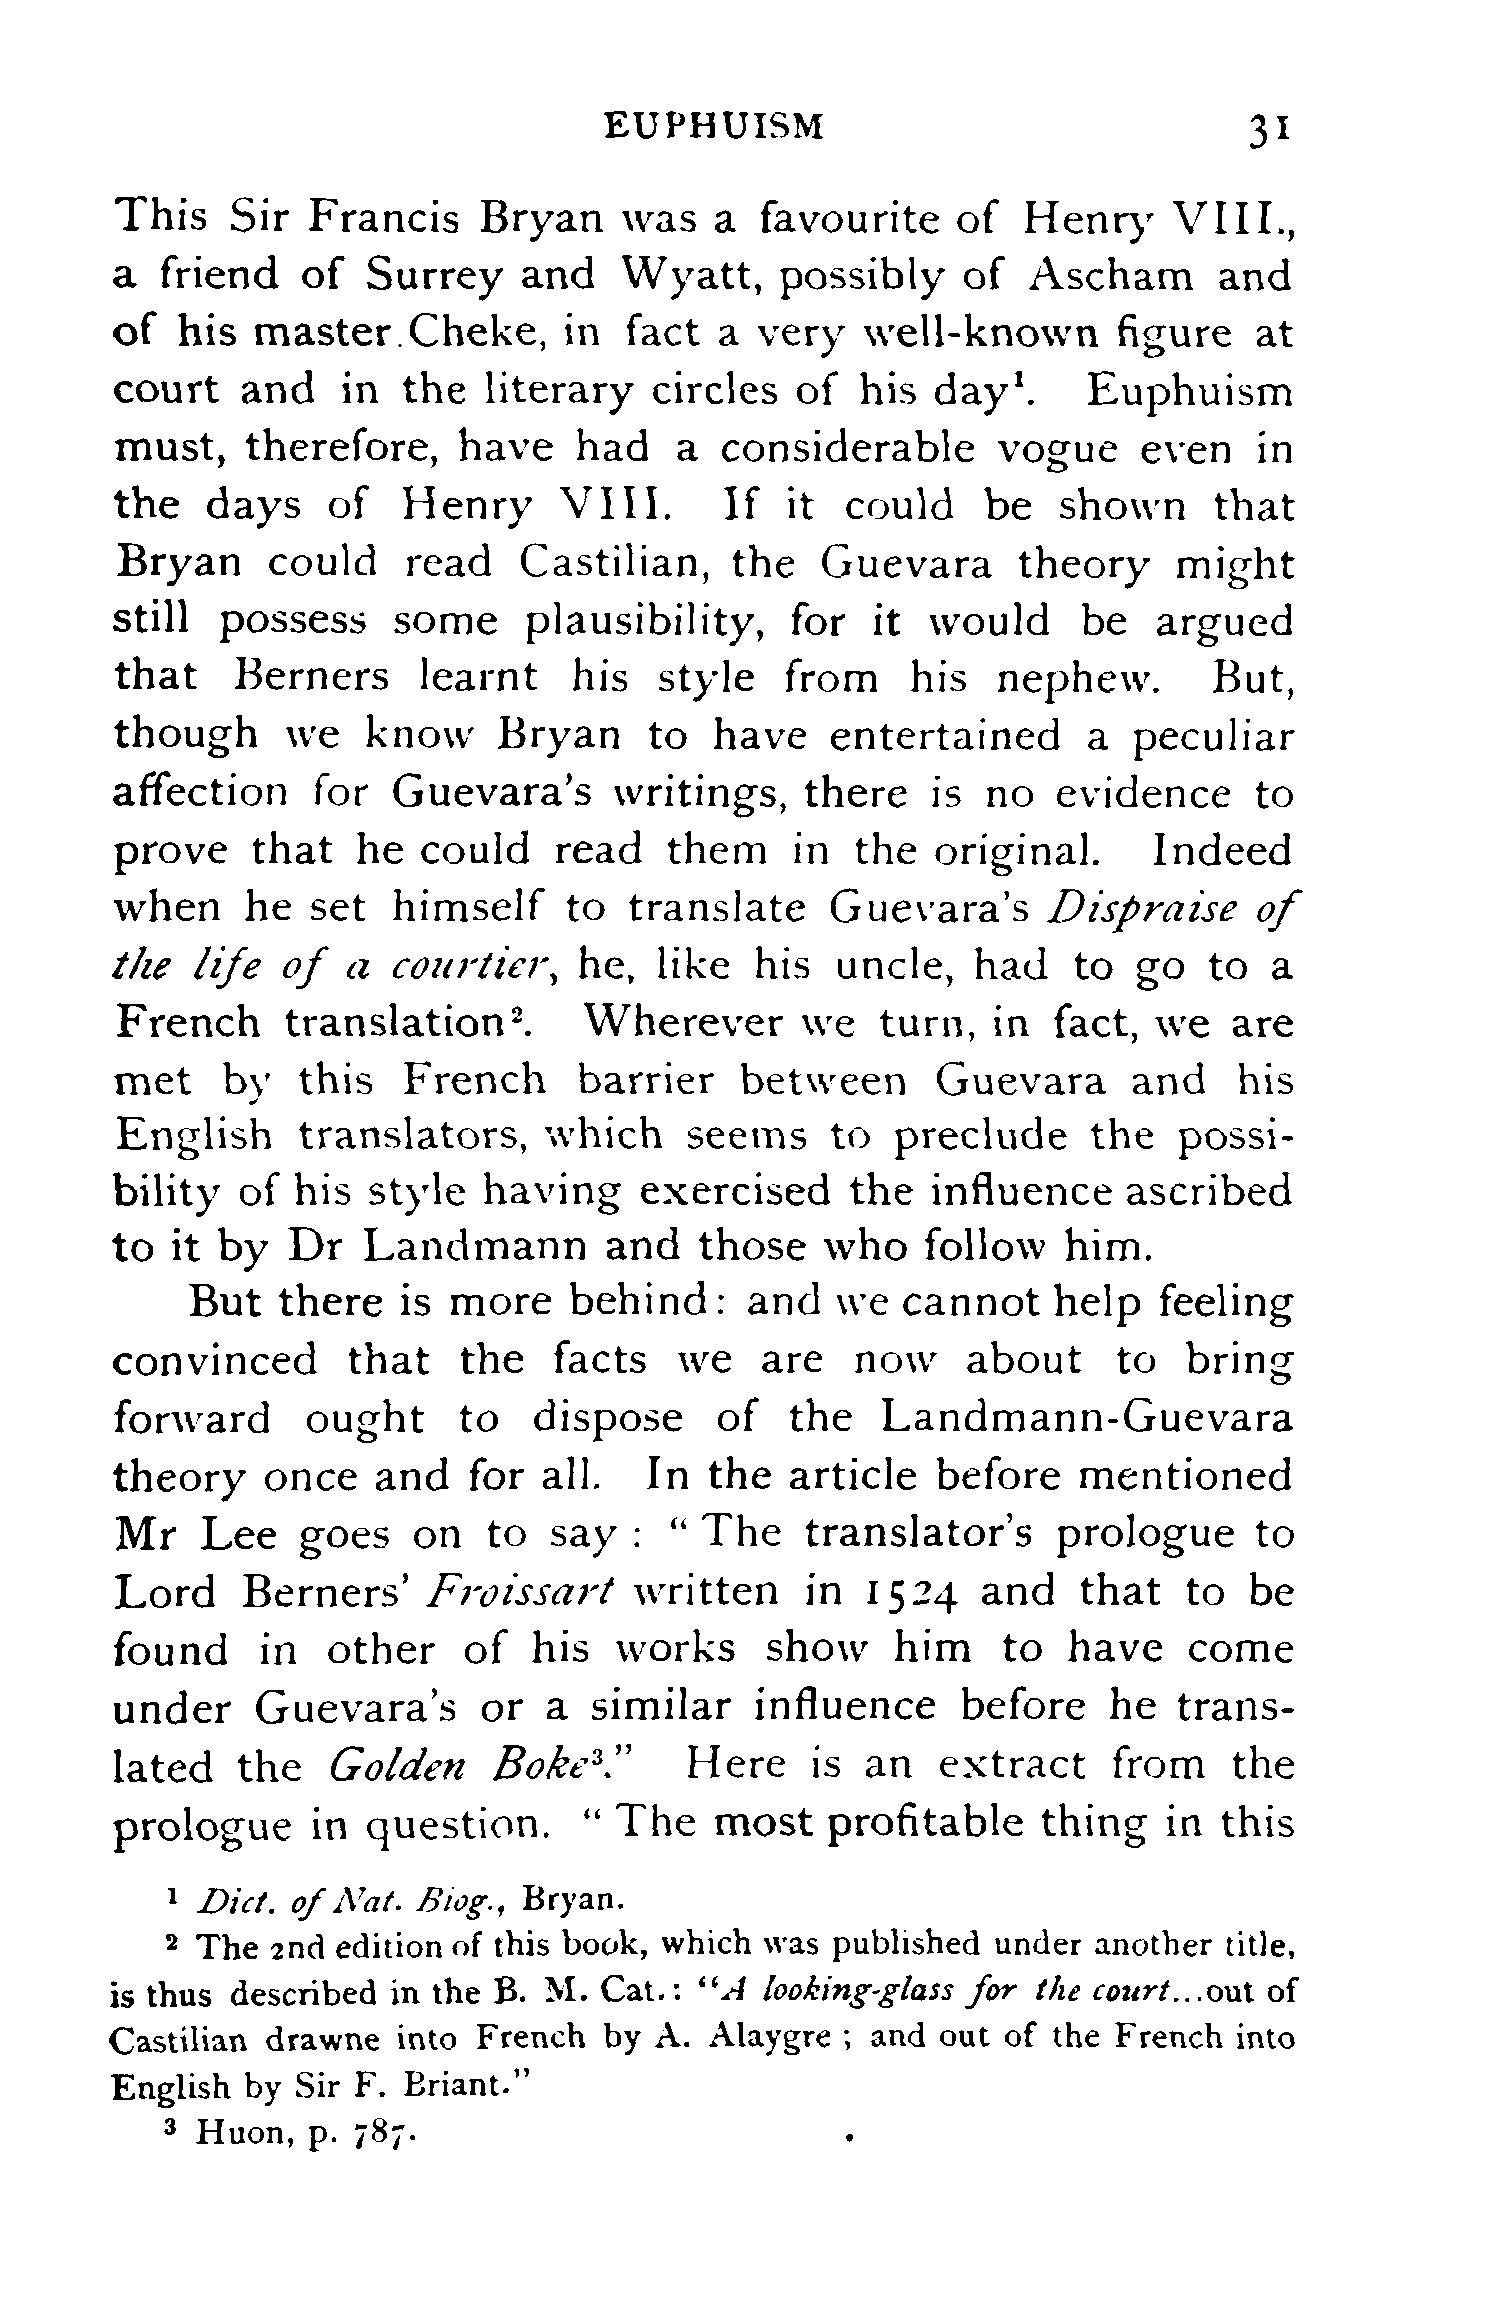 EUPHUISM 31
This Sir Francis Bryan was a favourite of Henry VIII.,
a friend of Surrey and Wyatt, possibly of Ascham and
of his master Cheke, in fact a very well-known figure at
court and in the literary circles of his day¹. Euphuism
must, therefore, have had a considerable vogue even in
the days of Henry VIII. If it could be shown that
Bryan could read Castilian, the Guevara theory might
still possess some plausibility, for it would be argued
that Berners learnt his style from his nephew. But,
though we know Bryan to have entertained a peculiar
affection for Guevara's writings, there is no evidence to
prove that he could read them in the original. Indeed
when he set himself to translate Guevara's Dispraise of
the life of a courtier, he, like his uncle, had to go to a
French translation². Wherever we turn, in fact, we are
met by this French barrier between Guevara and his
English translators, which seems to preclude the possi-
bility of his style having exercised the influence ascribed
to it by Dr Landmann and those who follow him.
But there is more behind: and we cannot help feeling
convinced that the facts we are now about to bring
forward ought to dispose of the Landmann-Guevara
theory once and for all. In the article before mentioned
Mr Lee goes on to say : "The translator's prologue to
Lord Berners' Froissart written in 1524 and that to be
found in other of his works show him to have come
under Guevara's or a similar influence before he trans-
lated the Golden Boke³." Here is an extract from the
prologue in question. "The most profitable thing in this
¹ Dict. of Nat. Biog., Bryan.
² The 2nd edition of this book, which was published under another title,
is thus described in the B. M. Cat.: "A looking-glass for the court...out of
Castilian drawne into French by A. Alaygre ; and out of the French into
English by Sir F. Briant."
³ Huon, p. 787.